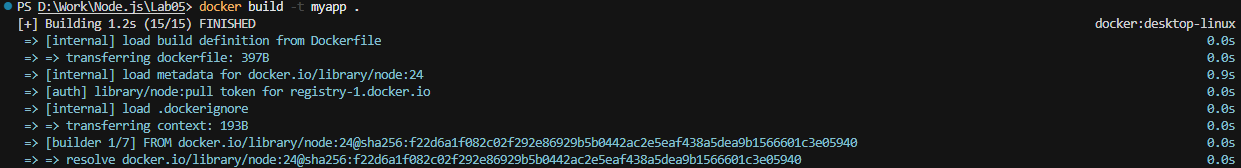 PS D:\Work\Node.js\Lab05> docker build -t myapp .
[+] Building 1.2s (15/15) FINISHED docker:desktop-linux
=> [internal] load build definition from Dockerfile 0.0s
=> => transferring dockerfile: 397B 0.0s
=> [internal] load metadata for docker.io/library/node:24 0.9s
=> [auth] library/node:pull token for registry-1.docker.io 0.0s
=> [internal] load .dockerignore 0.0s
=> => transferring context: 193B 0.0s
=> [builder 1/7] FROM docker.io/library/node:24@sha256:f22d6a1f082c02f292e86929b5b0442ac2e5eaf438a5dea9b1566601c3e05940 0.0s
=> => resolve docker.io/library/node:24@sha256:f22d6a1f082c02f292e86929b5b0442ac2e5eaf438a5dea9b1566601c3e05940 0.0s